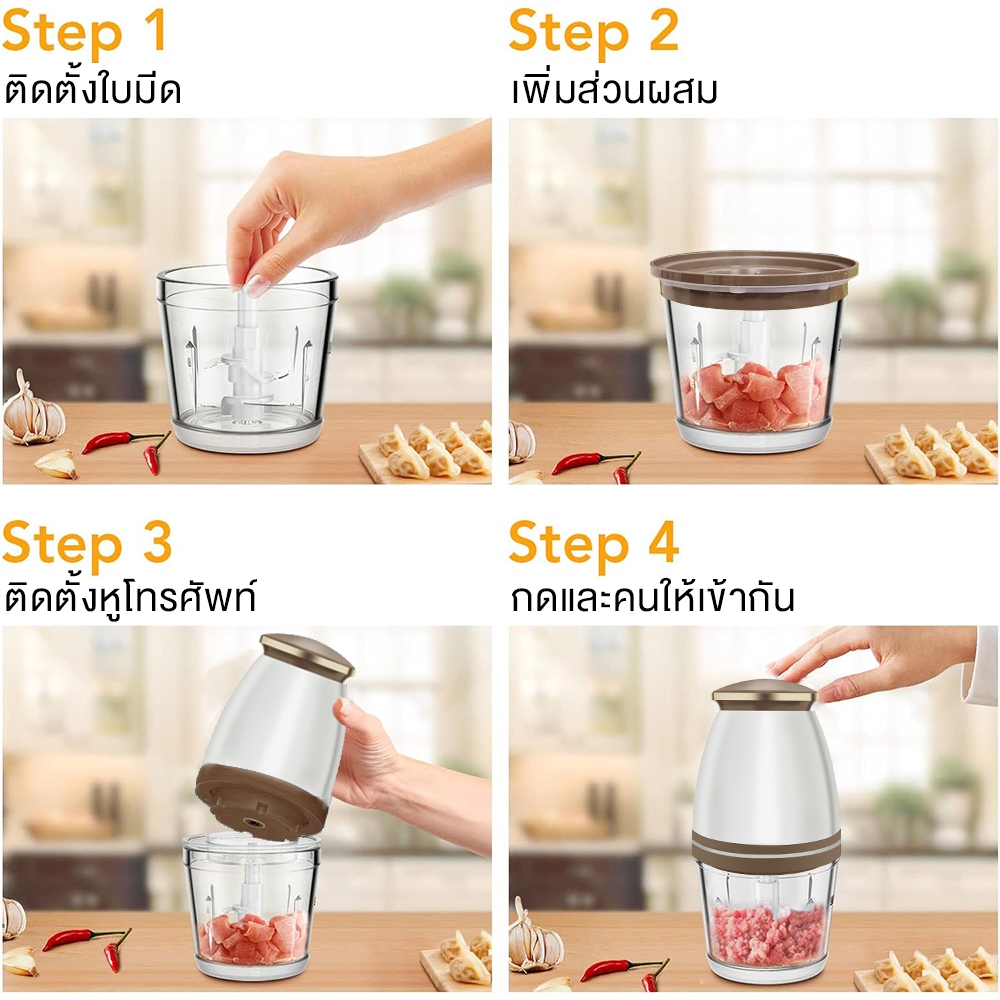 Step 1
ติดตั้งใบมีด
Step 2
เพิ่มส่วนผสม
Step 3
ติดตั้งหูโทรศัพท์
Step 4
กดและคนให้เข้ากัน